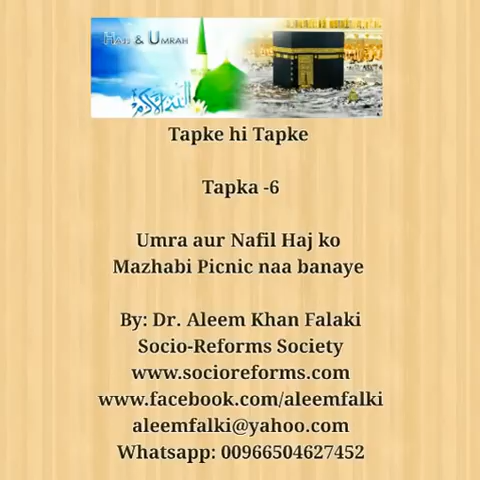 Hajj & Umrah
Tapke hi Tapke
Tapka -6
Umra aur Nafil Haj ko
Mazhabi Picnic naa banaye
By: Dr. Aleem Khan Falaki
Socio-Reforms Society
www.socioreforms.com
www.facebook.com/aleemfalki
aleemfalki@yahoo.com
Whatsapp: 00966504627452